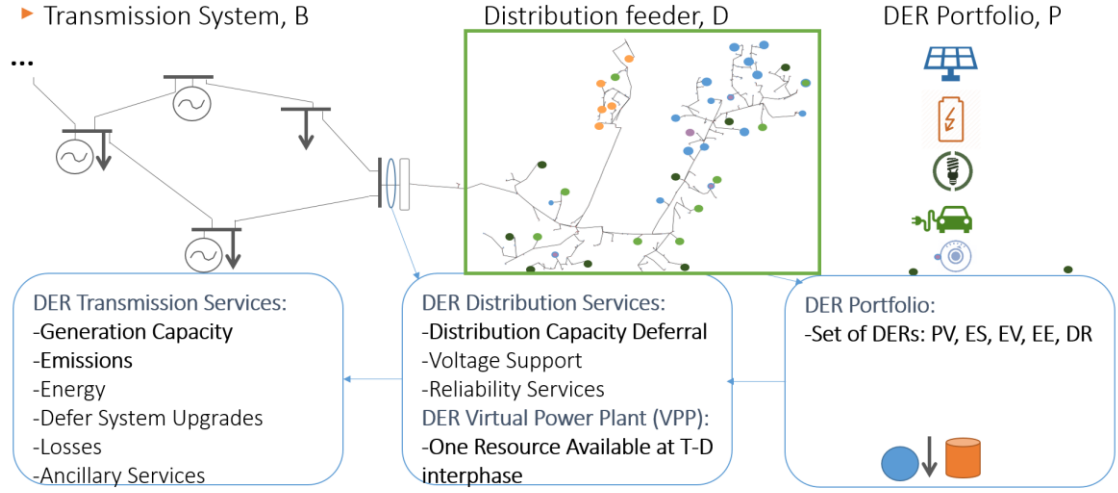 Transmission System, B
Distribution feeder, D
DER Portfolio, P
...
DER Transmission Services:
-Generation Capacity
-Emissions
-Energy
-Defer System Upgrades
-Losses
-Ancillary Services
DER Distribution Services:
-Distribution Capacity Deferral
-Voltage Support
-Reliability Services
DER Virtual Power Plant (VPP):
-One Resource Available at T-D
interphase
DER Portfolio:
-Set of DERs: PV, ES, EV, EE, DR